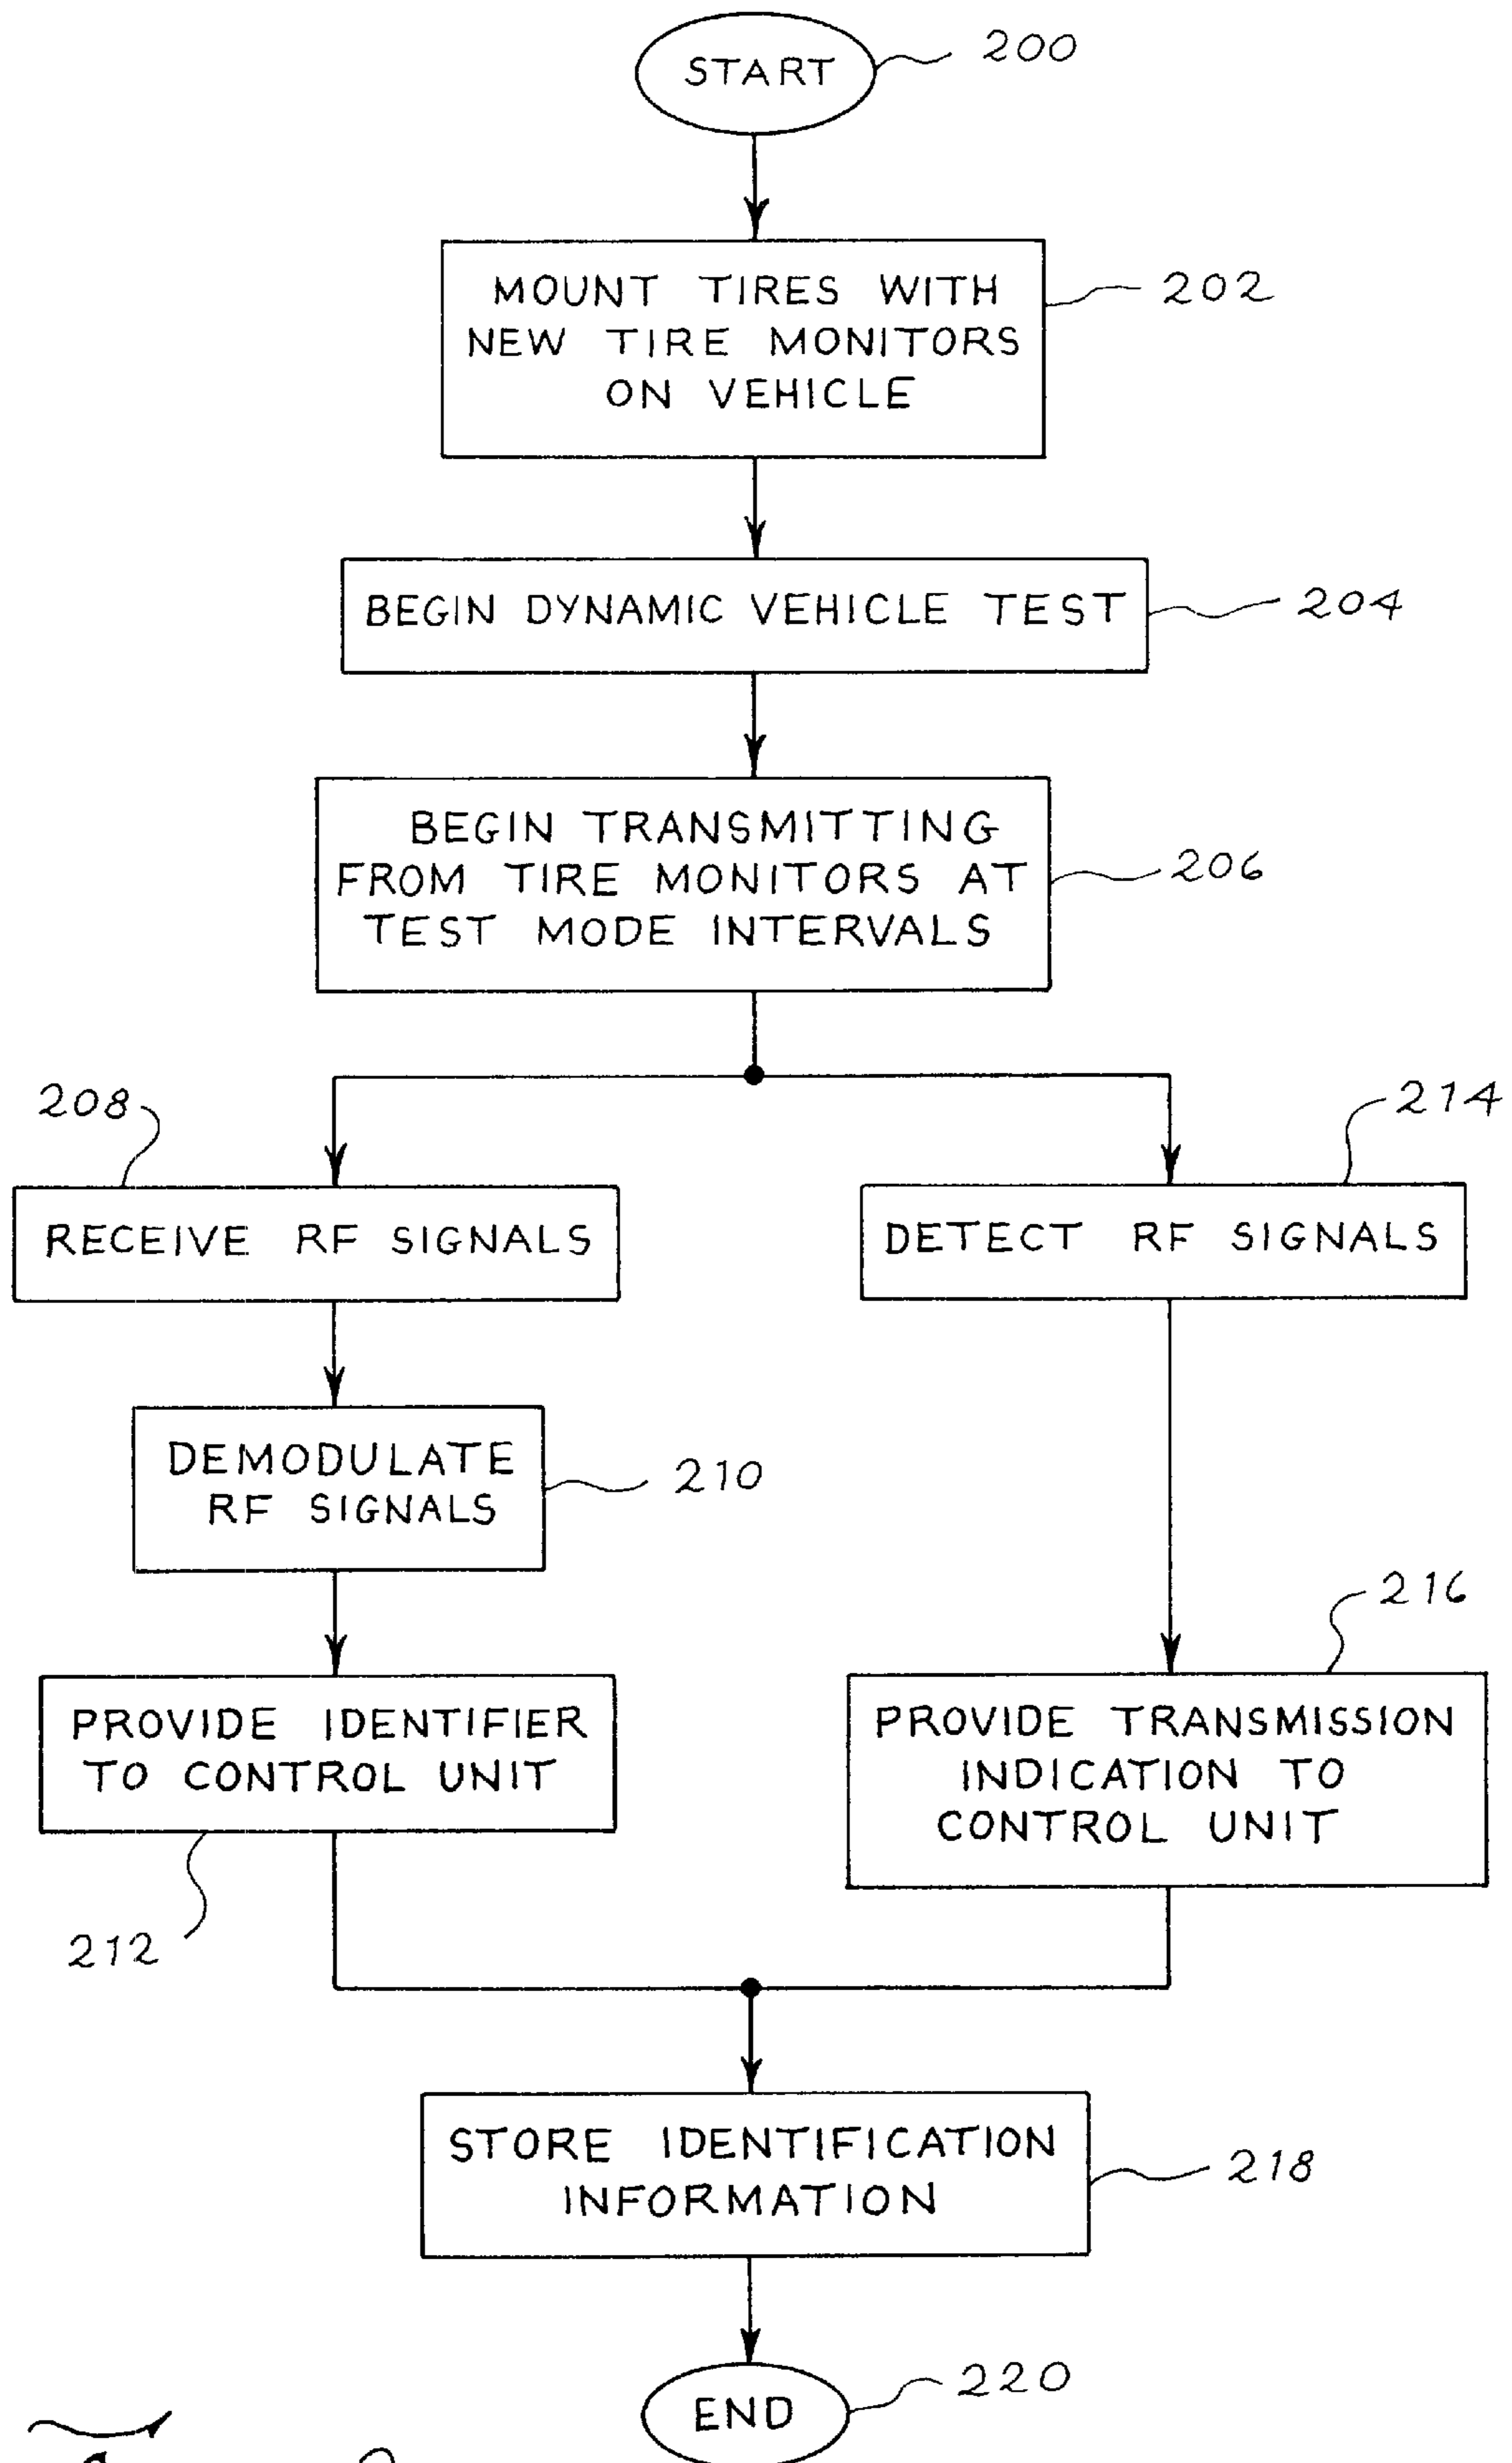 START
200
MOUNT TIRES WITH
NEW TIRE MONITORS
ON VEHICLE
202
BEGIN DYNAMIC VEHICLE TEST
204
BEGIN TRANSMITTING
FROM TIRE MONITORS AT
TEST MODE INTERVALS
206
208
214
RECEIVE RF SIGNALS
DETECT RF SIGNALS
DEMODULATE
RF SIGNALS
210
216
PROVIDE IDENTIFIER
TO CONTROL UNIT
PROVIDE TRANSMISSION
INDICATION TO
CONTROL UNIT
212
STORE IDENTIFICATION
INFORMATION
218
END
220